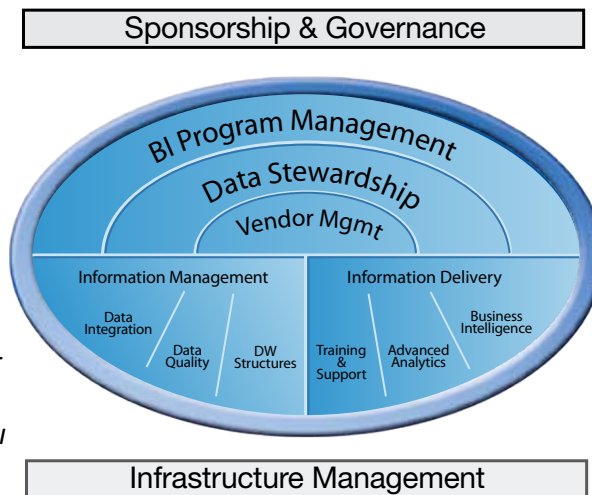 Sponsorship & Governance
BI Program Management
Data Stewardship
Vendor Mgmt
Information Management
Information Delivery
Data
Integration
Data
Quality
DW
Structures
Training
&
Support
Advanced
Analytics
Business
Intelligence
Infrastructure Management